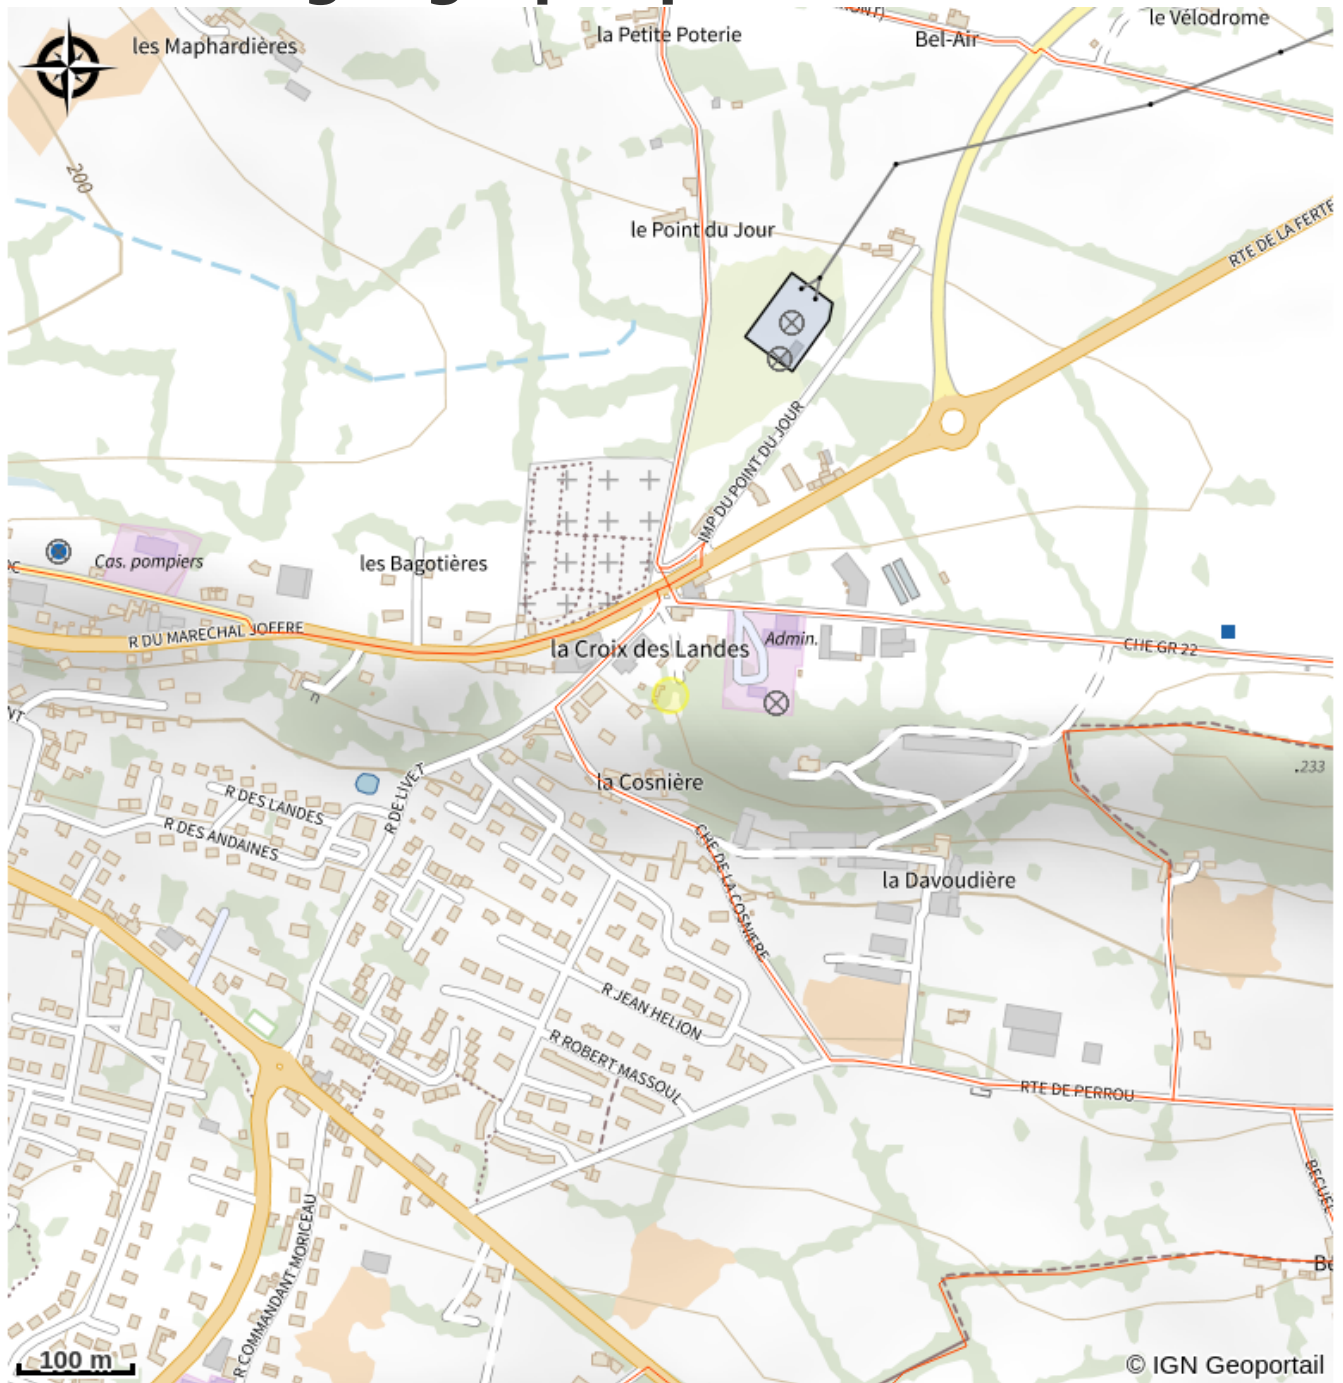 le Vélodrome
la Petite Poterie
Bel-Air
les Maphardières
200
le Point du Jour
RTE DE LA FERTE
IMP DU POINT DU JOUR
Cas. pompiers
les Bagotières
R DU MARECHAL JOFFRE
la Croix des Landes
Admin.
CHE GR 22
NT
.233
la Cosnière
R DES LANDES
R DE LIVET
R DES ANDAINES
CHE DE LA COSNIERE
la Davoudière
R JEAN HELION
R ROBERT MASSOUL
RTE DE PERROU
R COMMANDANT MORICEAU
BECUEL
Be
100 m
© IGN Geoportail